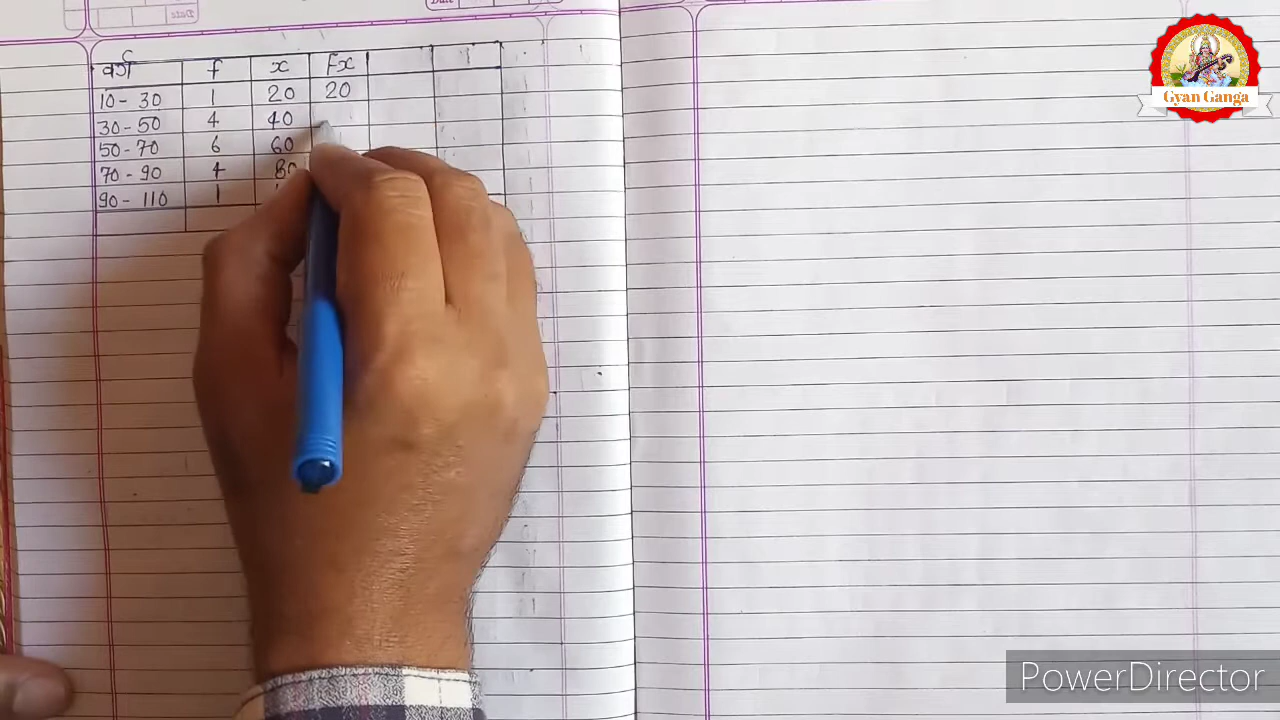 Date
वर्ग f x Fx
10 - 30 1 20 20
30 - 50 4 40
50 - 70 6 60
70 - 90 4 80
90 - 110 1
Gyan Ganga
PowerDirector